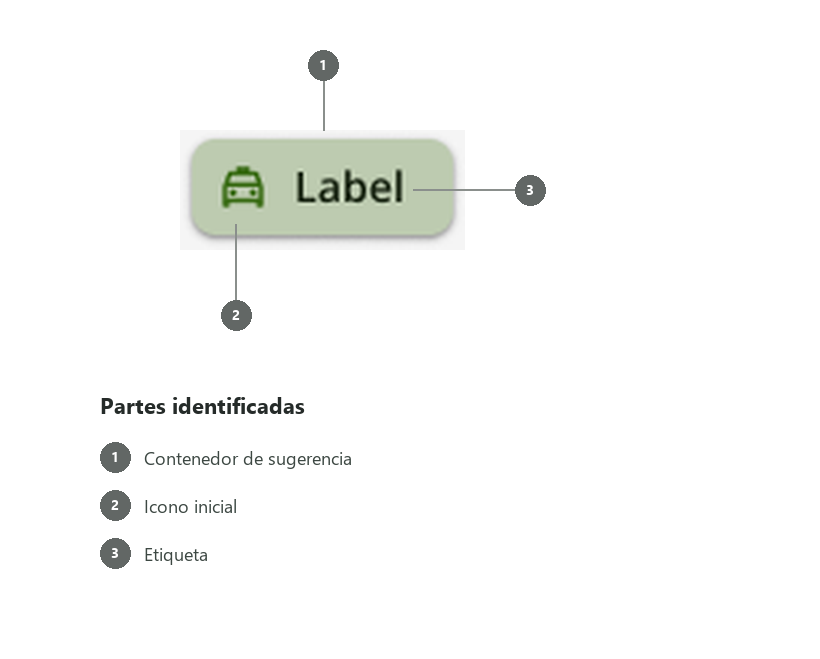 1
Label
3
2
Partes identificadas
1 Contenedor de sugerencia
2 Icono inicial
3 Etiqueta